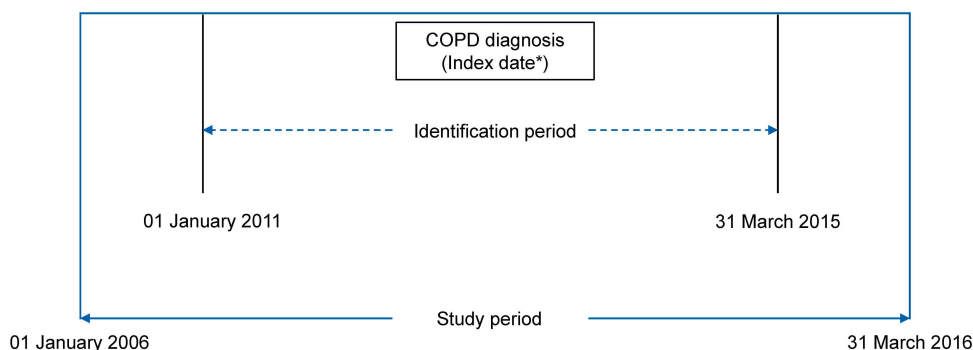 COPD diagnosis
(Index date*)
Identification period
01 January 2011
31 March 2015
Study period
01 January 2006
31 March 2016